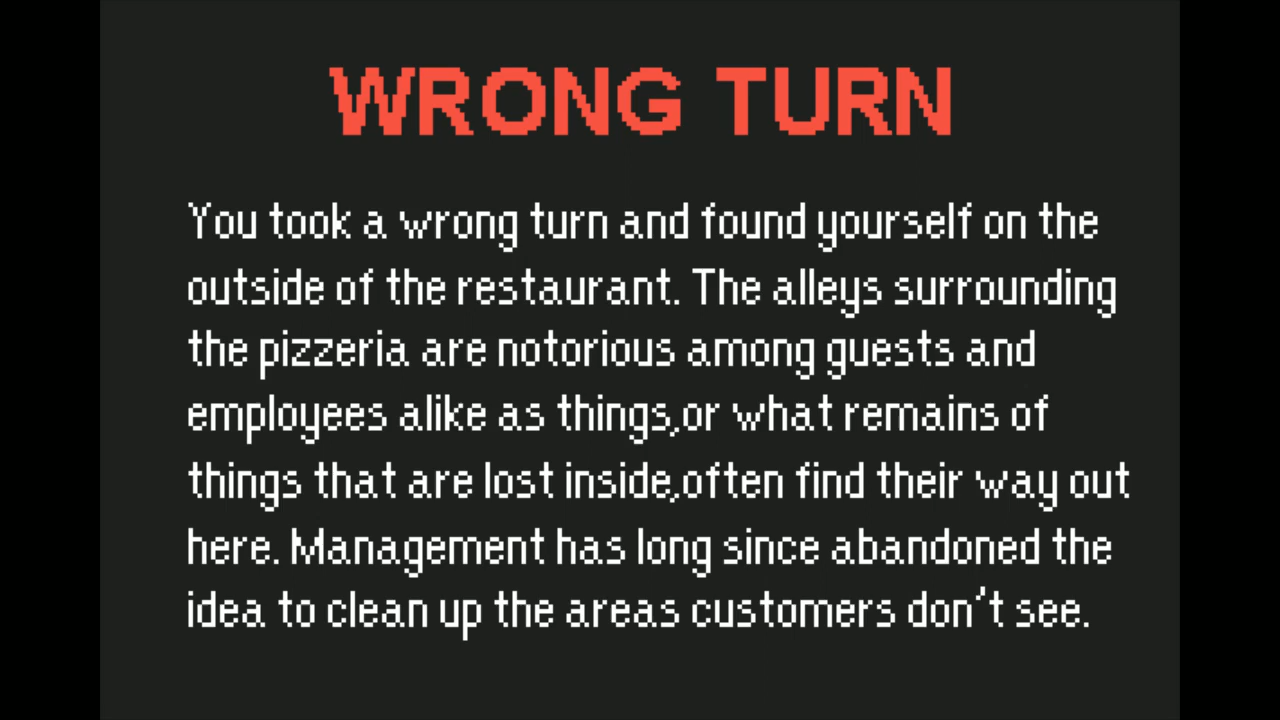 WRONG TURN
You took a wrong turn and found yourself on the
outside of the restaurant. The alleys surrounding
the pizzeria are notorious among guests and
employees alike as things,or what remains of
things that are lost inside,often find their way out
here. Management has long since abandoned the
idea to clean up the areas customers don't see.